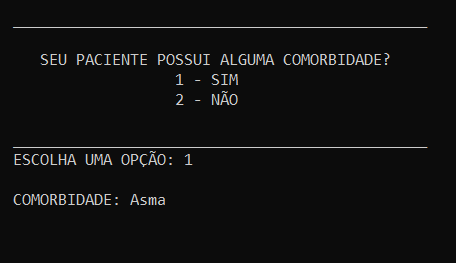 SEU PACIENTE POSSUI ALGUMA COMORBIDADE?
1 - SIM
2 - NÃO
ESCOLHA UMA OPÇÃO: 1
COMORBIDADE: Asma